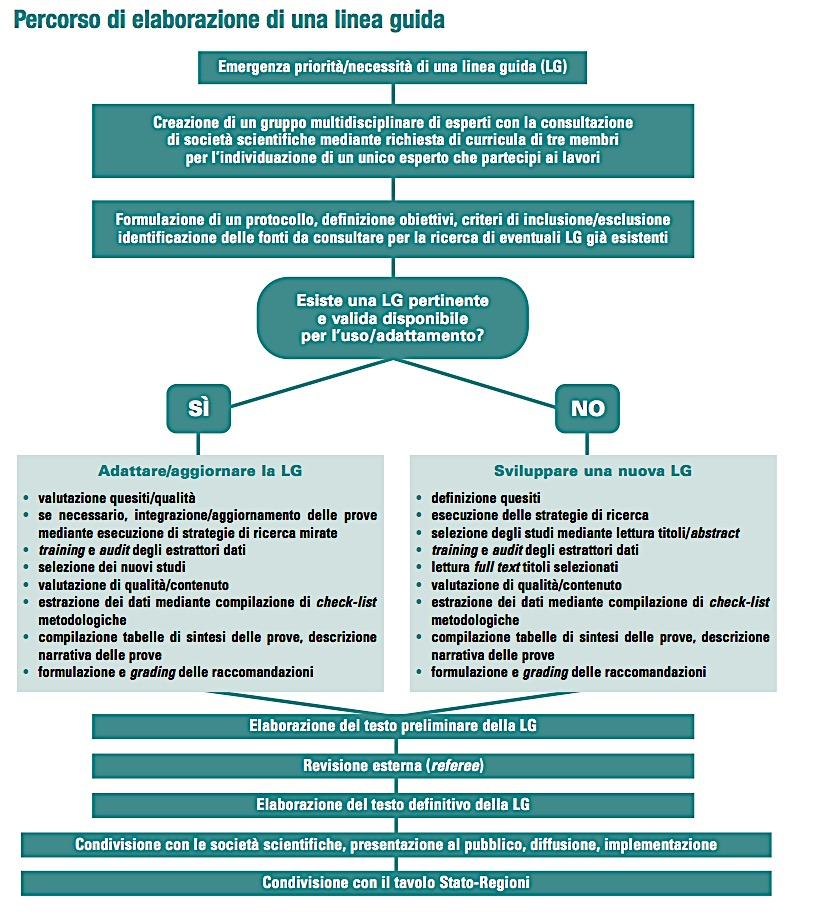 Percorso di elaborazione di una linea guida
Emergenza priorità/necessità di una linea guida (LG)
Creazione di un gruppo multidisciplinare di esperti con la consultazione
di società scientifiche mediante richiesta di curricula di tre membri
per l'individuazione di un unico esperto che partecipi ai lavori
Formulazione di un protocollo, definizione obiettivi, criteri di inclusione/esclusione
identificazione delle fonti da consultare per la ricerca di eventuali LG già esistenti
Esiste una LG pertinente
e valida disponibile
per l'uso/adattamento?
SÌ
NO
Adattare/aggiornare la LG
• valutazione quesiti/qualità
• se necessario, integrazione/aggiornamento delle prove
mediante esecuzione di strategie di ricerca mirate
• training e audit degli estrattori dati
• selezione dei nuovi studi
• valutazione di qualità/contenuto
• estrazione dei dati mediante compilazione di check-list
metodologiche
• compilazione tabelle di sintesi delle prove, descrizione
narrativa delle prove
• formulazione e grading delle raccomandazioni
Sviluppare una nuova LG
• definizione quesiti
• esecuzione delle strategie di ricerca
• selezione degli studi mediante lettura titoli/abstract
• training e audit degli estrattori dati
• lettura full text titoli selezionati
• valutazione di qualità/contenuto
• estrazione dei dati mediante compilazione di check-list
metodologiche
• compilazione tabelle di sintesi delle prove, descrizione
narrativa delle prove
• formulazione e grading delle raccomandazioni
Elaborazione del testo preliminare della LG
Revisione esterna (referee)
Elaborazione del testo definitivo della LG
Condivisione con le società scientifiche, presentazione al pubblico, diffusione, implementazione
Condivisione con il tavolo Stato-Regioni